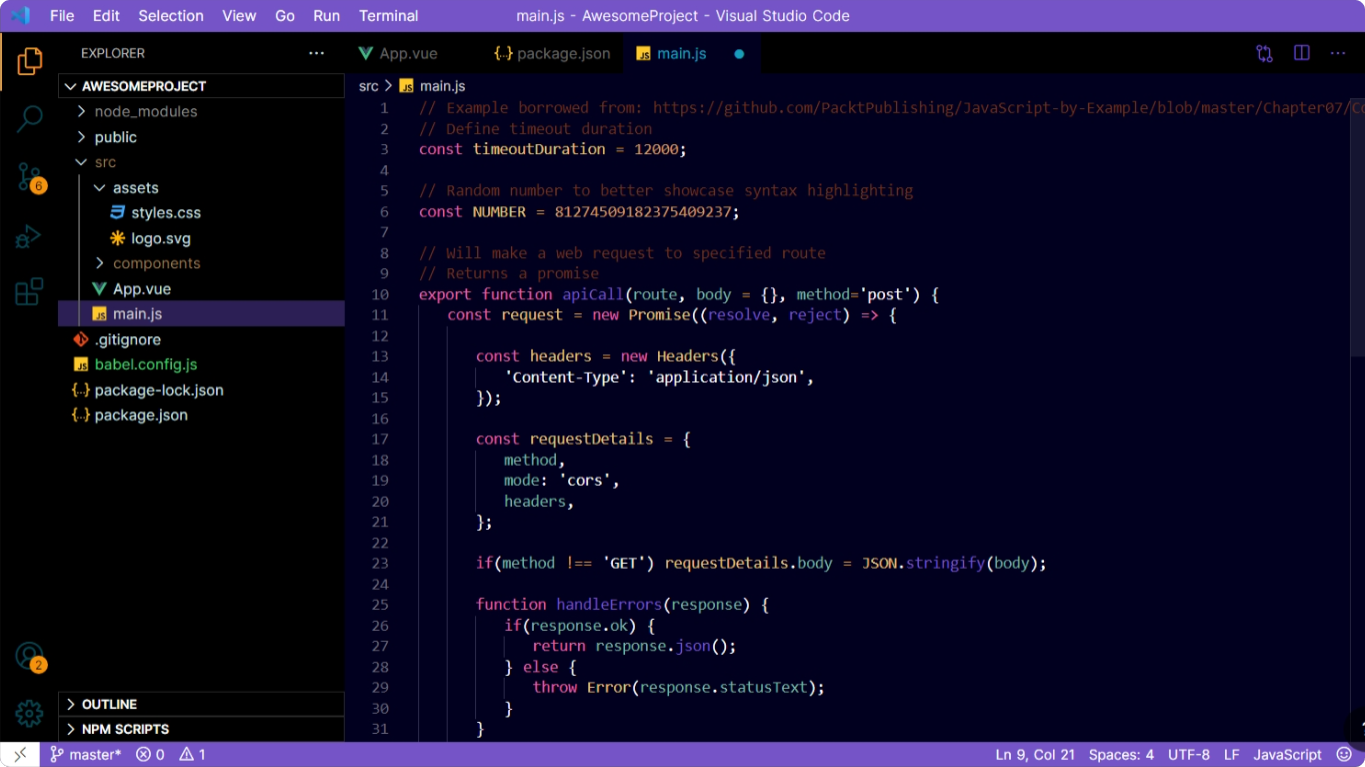 File Edit Selection View Go Run Terminal main.js - AwesomeProject - Visual Studio Code
EXPLORER
AWESOMEPROJECT
node_modules
public
src
assets
styles.css
logo.svg
components
App.vue
main.js
.gitignore
babel.config.js
package-lock.json
package.json
OUTLINE
NPM SCRIPTS
6
2
App.vue {..} package.json JS main.js
src > JS main.js
1 // Example borrowed from: https://github.com/PacktPublishing/JavaScript-by-Example/blob/master/Chapter07/
2 // Define timeout duration
3 const timeoutDuration = 12000;
4
5 // Random number to better showcase syntax highlighting
6 const NUMBER = 81274509182375409237;
7
8 // Will make a web request to specified route
9 // Returns a promise
10 export function apiCall(route, body = {}, method='post') {
11 const request = new Promise((resolve, reject) => {
12
13 const headers = new Headers({
14 'Content-Type': 'application/json',
15 });
16
17 const requestDetails = {
18 method,
19 mode: 'cors',
20 headers,
21 };
22
23 if(method !== 'GET') requestDetails.body = JSON.stringify(body);
24
25 function handleErrors(response) {
26 if(response.ok) {
27 return response.json();
28 } else {
29 throw Error(response.statusText);
30 }
31 }
master* 0 1 Ln 9, Col 21 Spaces: 4 UTF-8 LF JavaScript